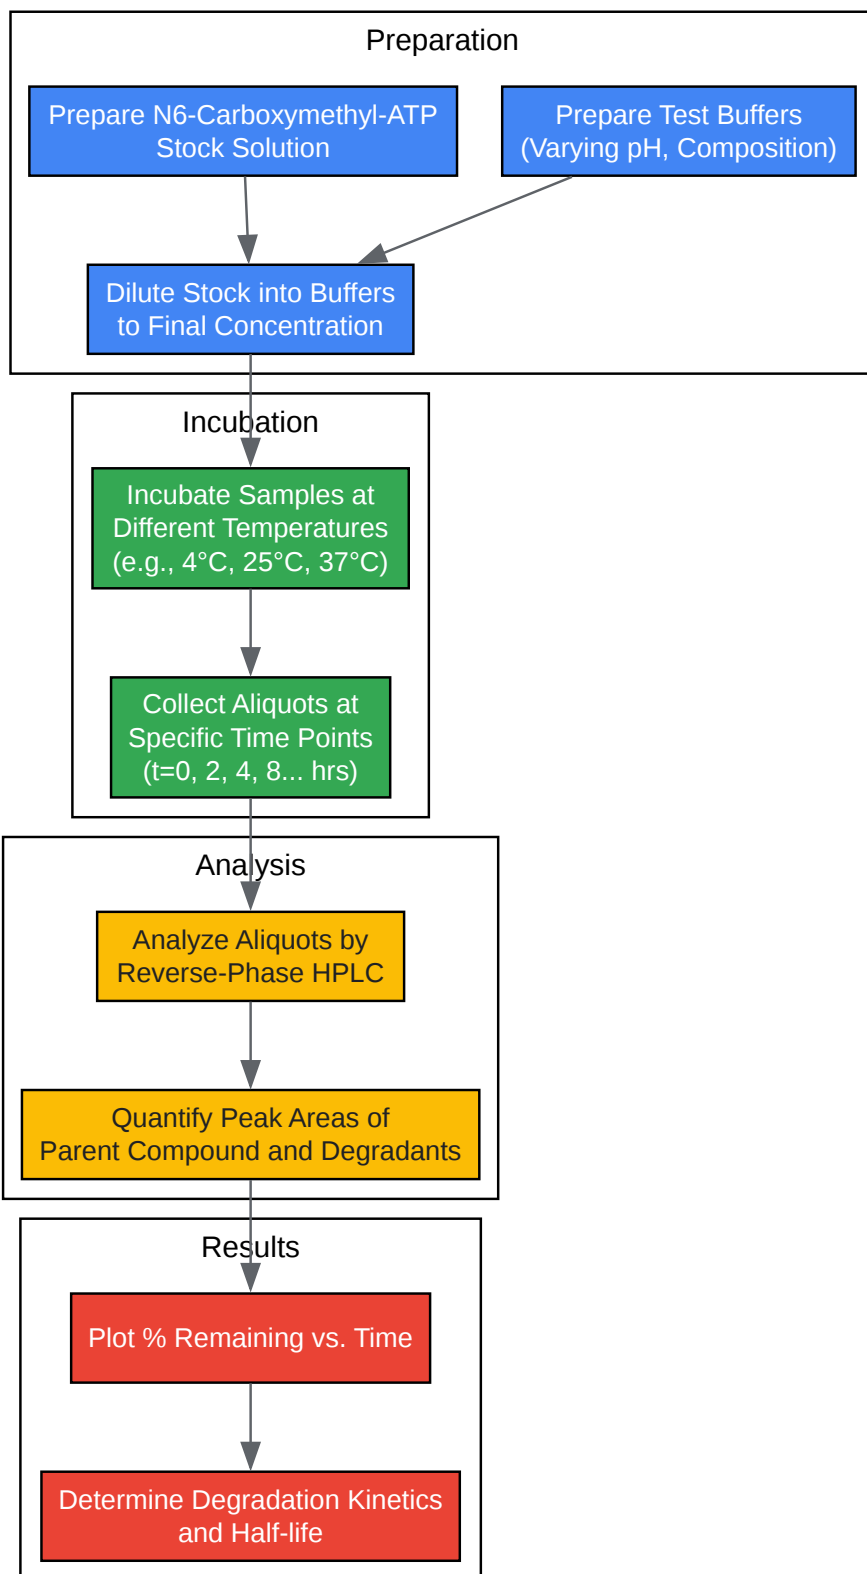 Preparation
Prepare N6-Carboxymethyl-ATP
Stock Solution
Prepare Test Buffers
(Varying pH, Composition)
Dilute Stock into Buffers
to Final Concentration
Incubation
Incubate Samples at
Different Temperatures
(e.g., 4°C, 25°C, 37°C)
Collect Aliquots at
Specific Time Points
(t=0, 2, 4, 8... hrs)
Analysis
Analyze Aliquots by
Reverse-Phase HPLC
Quantify Peak Areas of
Parent Compound and Degradants
Results
Plot % Remaining vs. Time
Determine Degradation Kinetics
and Half-life